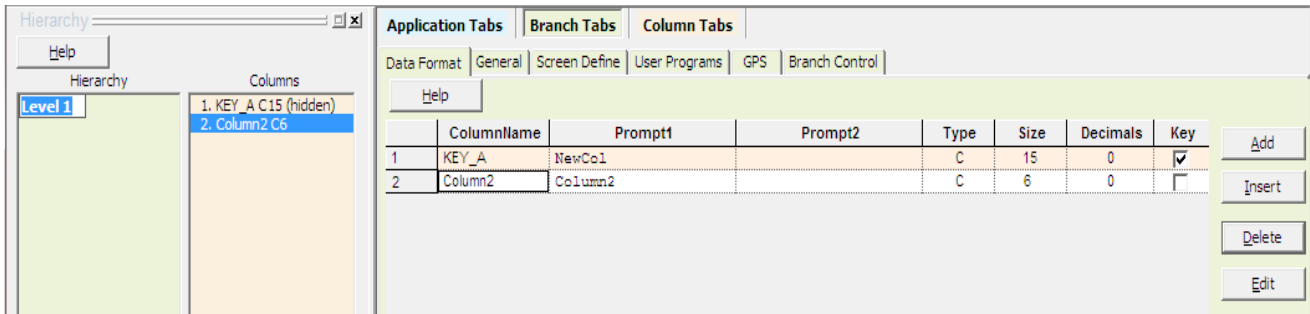 Hierarchy
Help
Hierarchy Columns
Level 1
1. KEY_A C15 (hidden)
2. Column2 C6
Application Tabs Branch Tabs Column Tabs
Data Format General Screen Define User Programs GPS Branch Control
Help
ColumnName Prompt1 Prompt2 Type Size Decimals Key
1 KEY_A NewCol C 15 0
2 Column2 Column2 C 6 0
Add
Insert
Delete
Edit